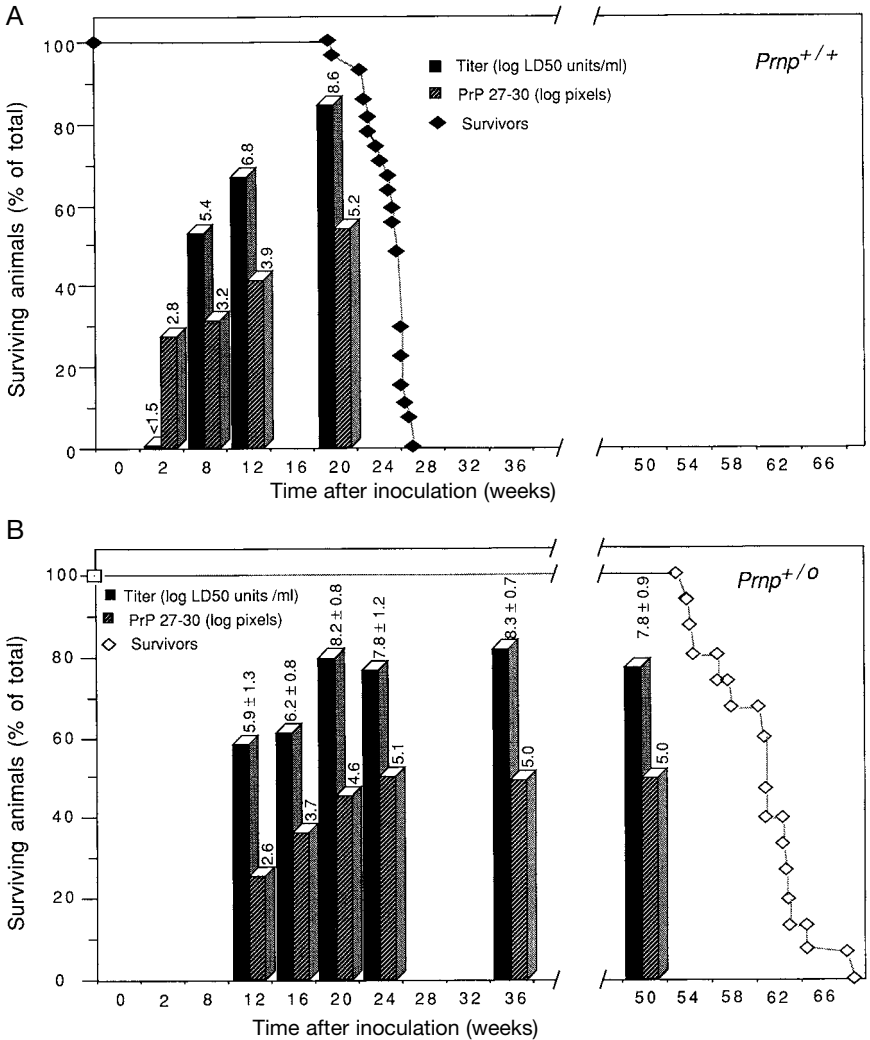 A
Prnp+/+
Titer (log LD50 units/ml)
PrP 27-30 (log pixels)
Survivors
Surviving animals (% of total)
100
80
60
40
20
0
<1.5
2.8
5.4
3.2
6.8
3.9
8.6
5.2
0 2 8 12 16 20 24 28 32 36 50 54 58 62 66
Time after inoculation (weeks)
B
Prnp+/o
Titer (log LD50 units /ml)
PrP 27-30 (log pixels)
Survivors
Surviving animals (% of total)
100
80
60
40
20
0
5.9 ± 1.3
2.6
6.2 ± 0.8
3.7
8.2 ± 0.8
4.6
7.8 ± 1.2
5.1
8.3 ± 0.7
5.0
7.8 ± 0.9
5.0
0 2 8 12 16 20 24 28 32 36 50 54 58 62 66
Time after inoculation (weeks)